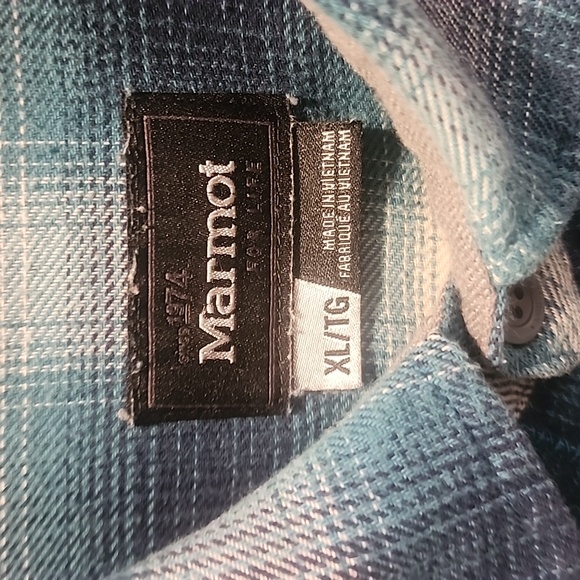 SINCE 1974
Marmot
FOR LIFE
MADE IN VIETNAM
FABRIQUÉ AU VIETNAM
XL/TG